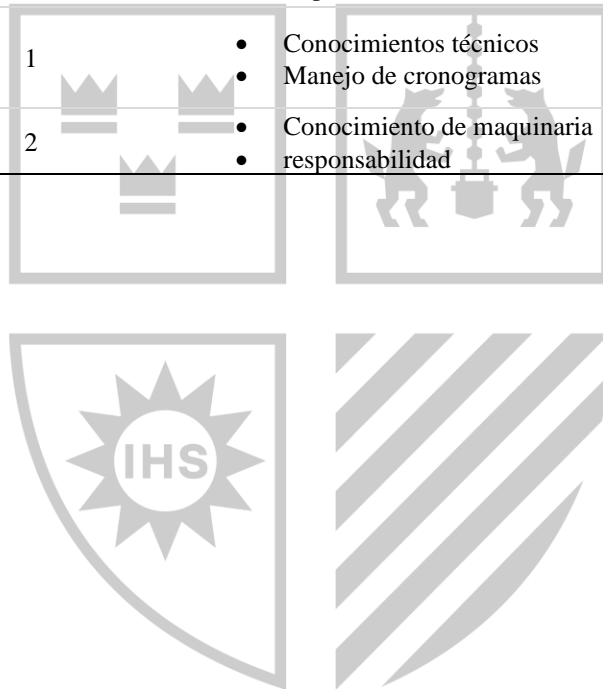 1
• Conocimientos técnicos
• Manejo de cronogramas
2
• Conocimiento de maquinaria
• responsabilidad
IHS